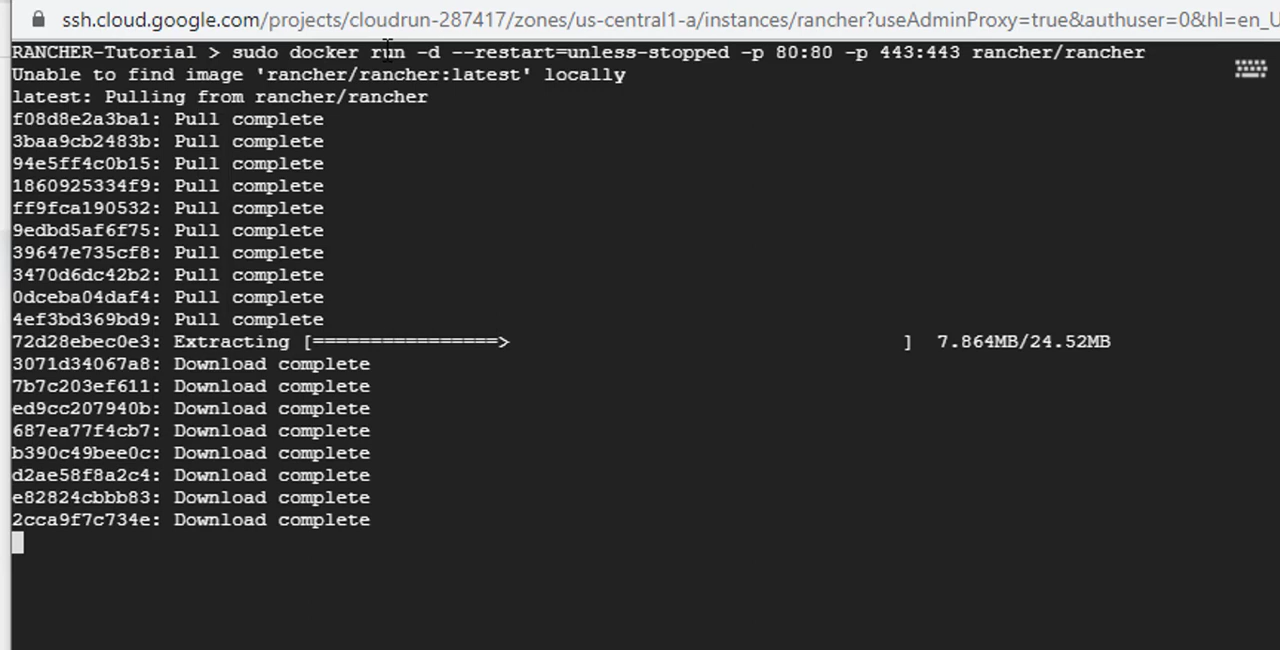 ssh.cloud.google.com/projects/cloudrun-287417/zones/us-central1-a/instances/rancher?useAdminProxy=true&authuser=0&hl=en_U
RANCHER-Tutorial > sudo docker run -d --restart=unless-stopped -p 80:80 -p 443:443 rancher/rancher
Unable to find image 'rancher/rancher:latest' locally
latest: Pulling from rancher/rancher
f08d8e2a3ba1: Pull complete
3baa9cb2483b: Pull complete
94e5ff4c0b15: Pull complete
1860925334f9: Pull complete
ff9fca190532: Pull complete
9edbd5af6f75: Pull complete
39647e735cf8: Pull complete
3470d6dc42b2: Pull complete
0dceba04daf4: Pull complete
4ef3bd369bd9: Pull complete
72d28ebec0e3: Extracting [================>                                  ]  7.864MB/24.52MB
3071d34067a8: Download complete
7b7c203ef611: Download complete
ed9cc207940b: Download complete
687ea77f4cb7: Download complete
b390c49bee0c: Download complete
d2ae58f8a2c4: Download complete
e82824cbbb83: Download complete
2cca9f7c734e: Download complete